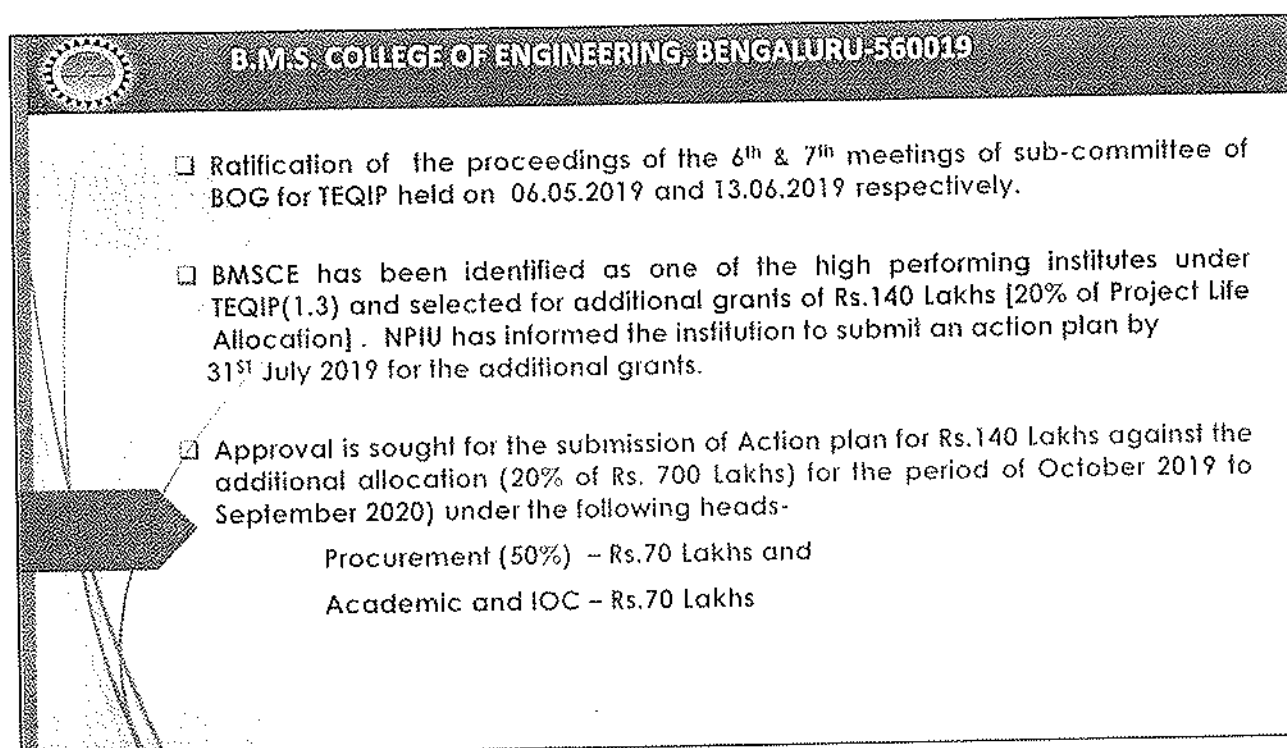 B.M.S. COLLEGE OF ENGINEERING, BENGALURU-560019
❑ Ratification of the proceedings of the 6th & 7th meetings of sub-committee of
BOG for TEQIP held on 06.05.2019 and 13.06.2019 respectively.
❑ BMSCE has been identified as one of the high performing institutes under
TEQIP(1.3) and selected for additional grants of Rs.140 Lakhs [20% of Project Life
Allocation] . NPIU has informed the institution to submit an action plan by
31ST July 2019 for the additional grants.
❑ Approval is sought for the submission of Action plan for Rs.140 Lakhs against the
additional allocation (20% of Rs. 700 Lakhs) for the period of October 2019 to
September 2020) under the following heads-
Procurement (50%) – Rs.70 Lakhs and
Academic and IOC – Rs.70 Lakhs